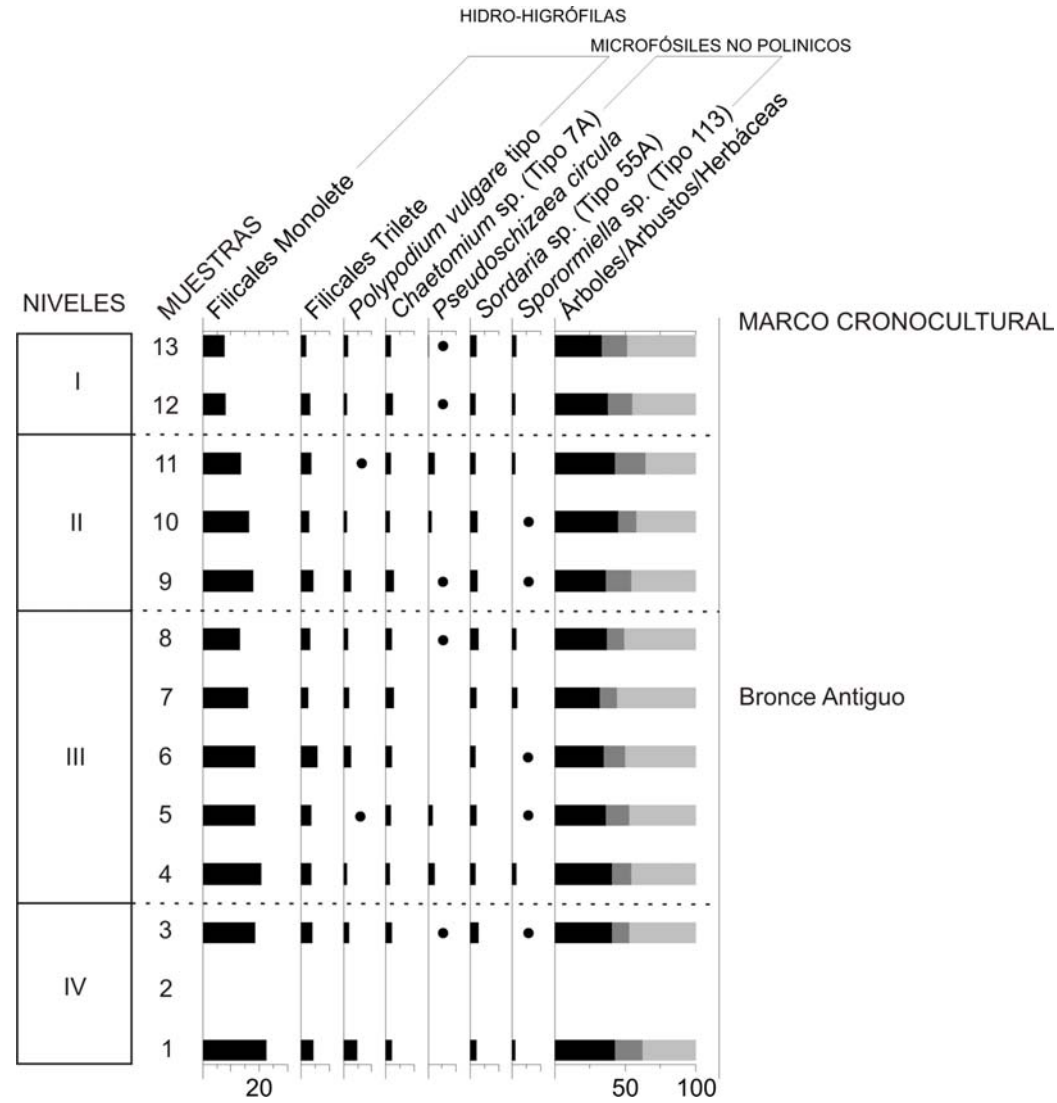 HIDRO-HIGRÓFILAS
MICROFÓSILES NO POLINICOS
NIVELES
MUESTRAS
Filicales Monolete
Filicales Trilete
Polypodium vulgare tipo
Chaetomium sp. (Tipo 7A)
Pseudoschizaea circula
Sordaria sp. (Tipo 55A)
Sporormiella sp. (Tipo 113)
Árboles/Arbustos/Herbáceas
MARCO CRONOCULTURAL
I
13
12
II
11
10
9
III
8
7
6
5
4
Bronce Antiguo
IV
3
2
1
20
50
100